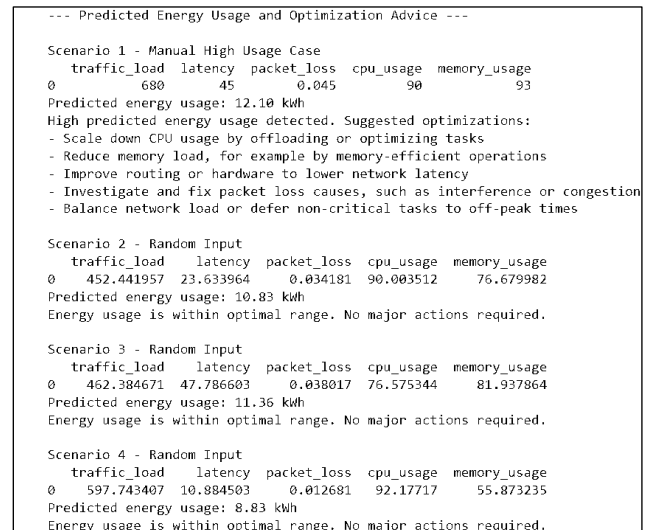 --- Predicted Energy Usage and Optimization Advice ---
Scenario 1 - Manual High Usage Case
traffic_load latency packet_loss cpu_usage memory_usage
0 680 45 0.045 90 93
Predicted energy usage: 12.10 kWh
High predicted energy usage detected. Suggested optimizations:
- Scale down CPU usage by offloading or optimizing tasks
- Reduce memory load, for example by memory-efficient operations
- Improve routing or hardware to lower network latency
- Investigate and fix packet loss causes, such as interference or congestion
- Balance network load or defer non-critical tasks to off-peak times
Scenario 2 - Random Input
traffic_load latency packet_loss cpu_usage memory_usage
0 452.441957 23.633964 0.034181 90.003512 76.679982
Predicted energy usage: 10.83 kWh
Energy usage is within optimal range. No major actions required.
Scenario 3 - Random Input
traffic_load latency packet_loss cpu_usage memory_usage
0 462.384671 47.786603 0.038017 76.575344 81.937864
Predicted energy usage: 11.36 kWh
Energy usage is within optimal range. No major actions required.
Scenario 4 - Random Input
traffic_load latency packet_loss cpu_usage memory_usage
0 597.743407 10.884503 0.012681 92.17717 55.873235
Predicted energy usage: 8.83 kWh
Energy usage is within optimal range. No major actions required.